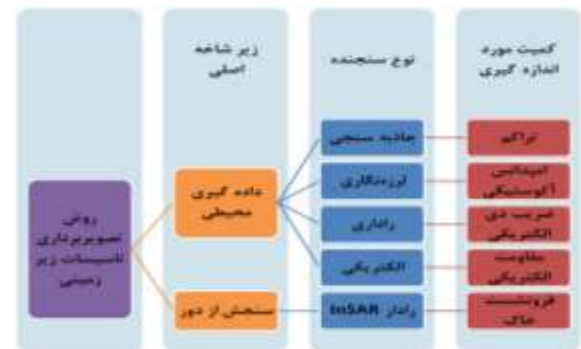 کمیت مورد
اندازه گیری
نوع سنجنده
زیر شاخه
اصلی
تراکم
جاذبه سنجی
امپدانس
آکوستیکی
لرزه‌نگاری
داده گیری
محیطی
روش
تصویربرداری
تاسیسات زیر
زمینی
ضریب دی
الکتریکی
راداری
مقاومت
الکتریکی
الکتریکی
فرونشست
خاک
رادار InSAR
سنجش از دور